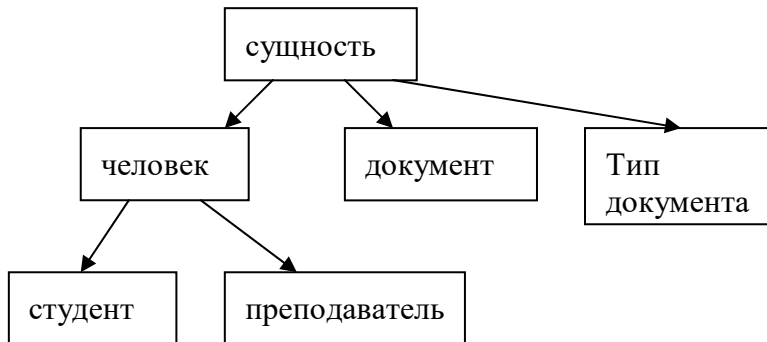 сущность
человек
документ
Тип
документа
студент
преподаватель